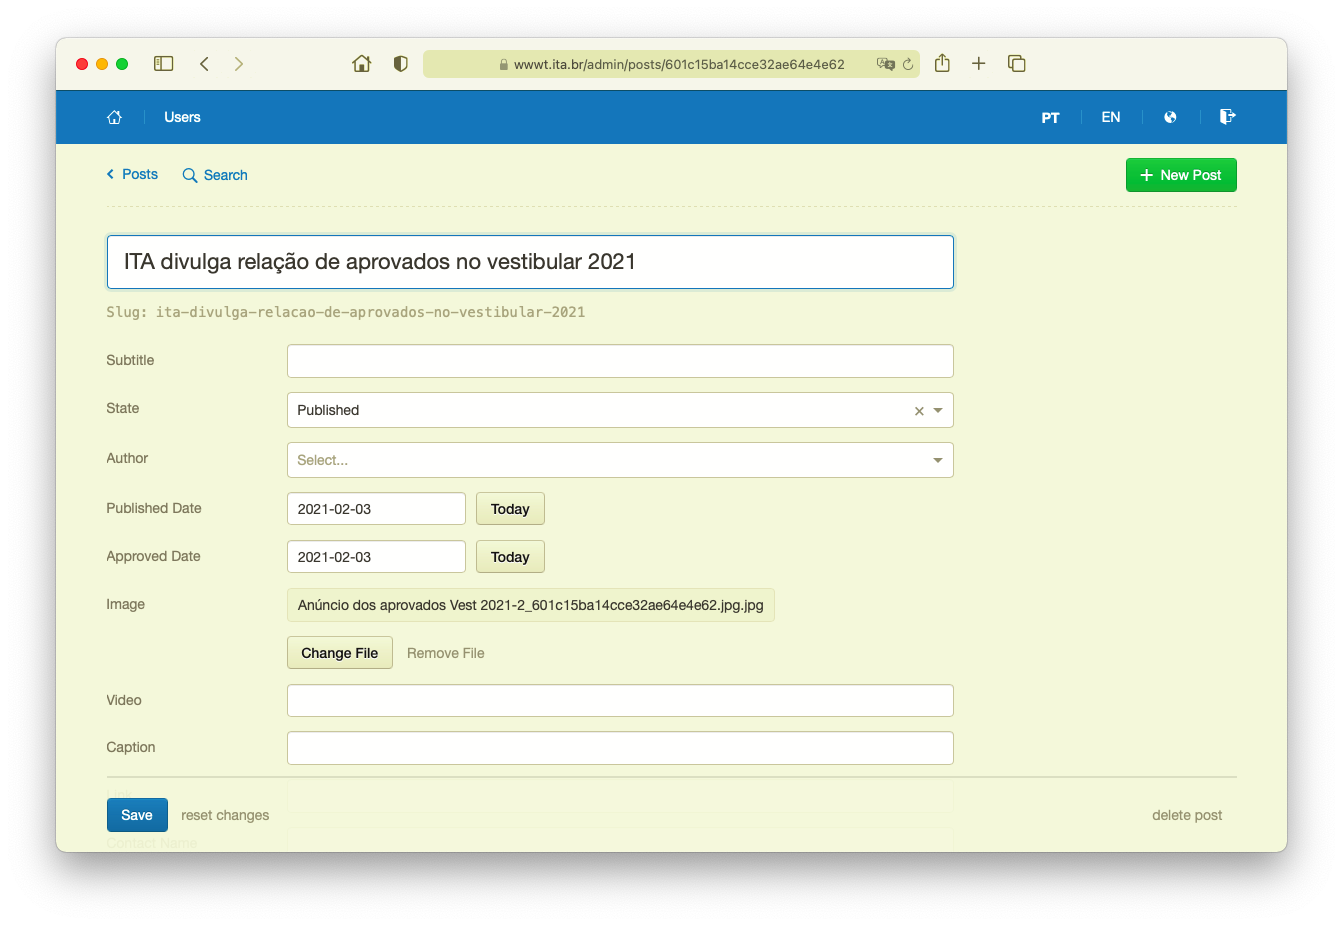 wwwt.ita.br/admin/posts/601c15ba14cce32ae64e4e62
Users
PT
EN
Posts
Search
+ New Post
ITA divulga relação de aprovados no vestibular 2021
Slug: ita-divulga-relacao-de-aprovados-no-vestibular-2021
Subtitle
State
Published
Author
Select...
Published Date
2021-02-03
Today
Approved Date
2021-02-03
Today
Image
Anúncio dos aprovados Vest 2021-2_601c15ba14cce32ae64e4e62.jpg.jpg
Change File
Remove File
Video
Caption
Link
Save
reset changes
delete post
Contact Name